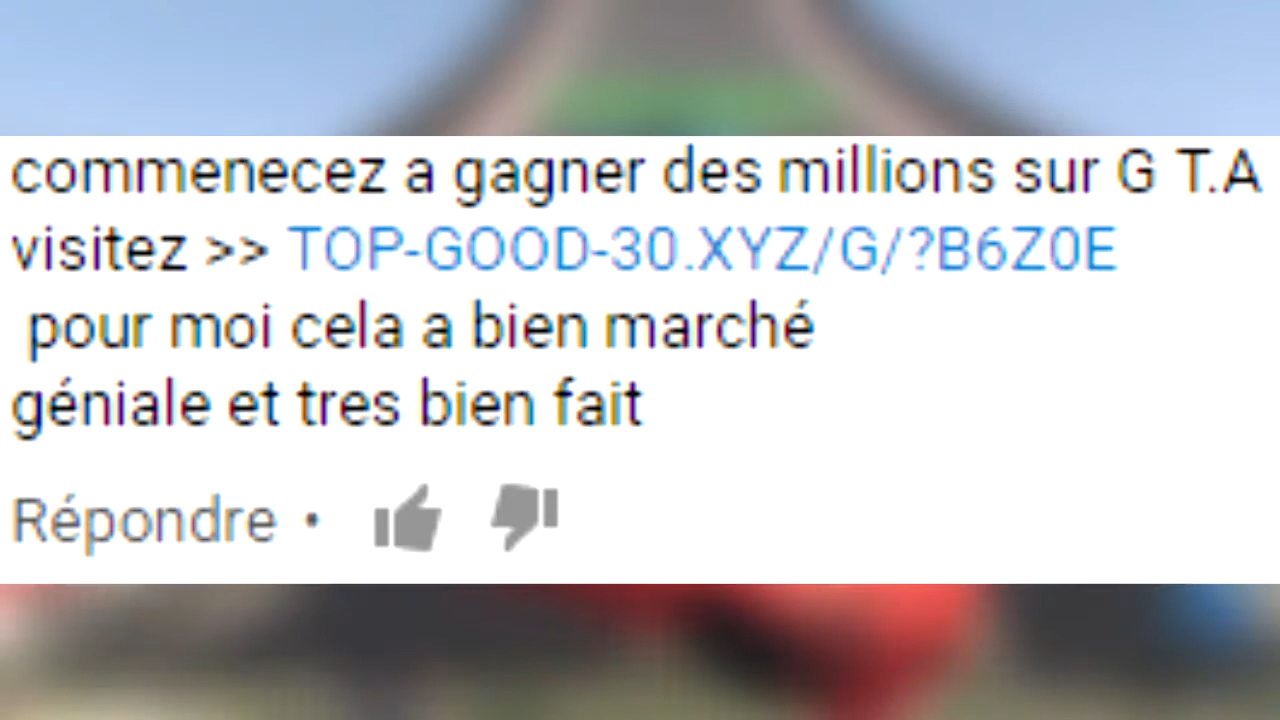 commenecez a gagner des millions sur G T.A
visitez >> TOP-GOOD-30.XYZ/G/?B6Z0E
pour moi cela a bien marché
géniale et tres bien fait
Répondre •